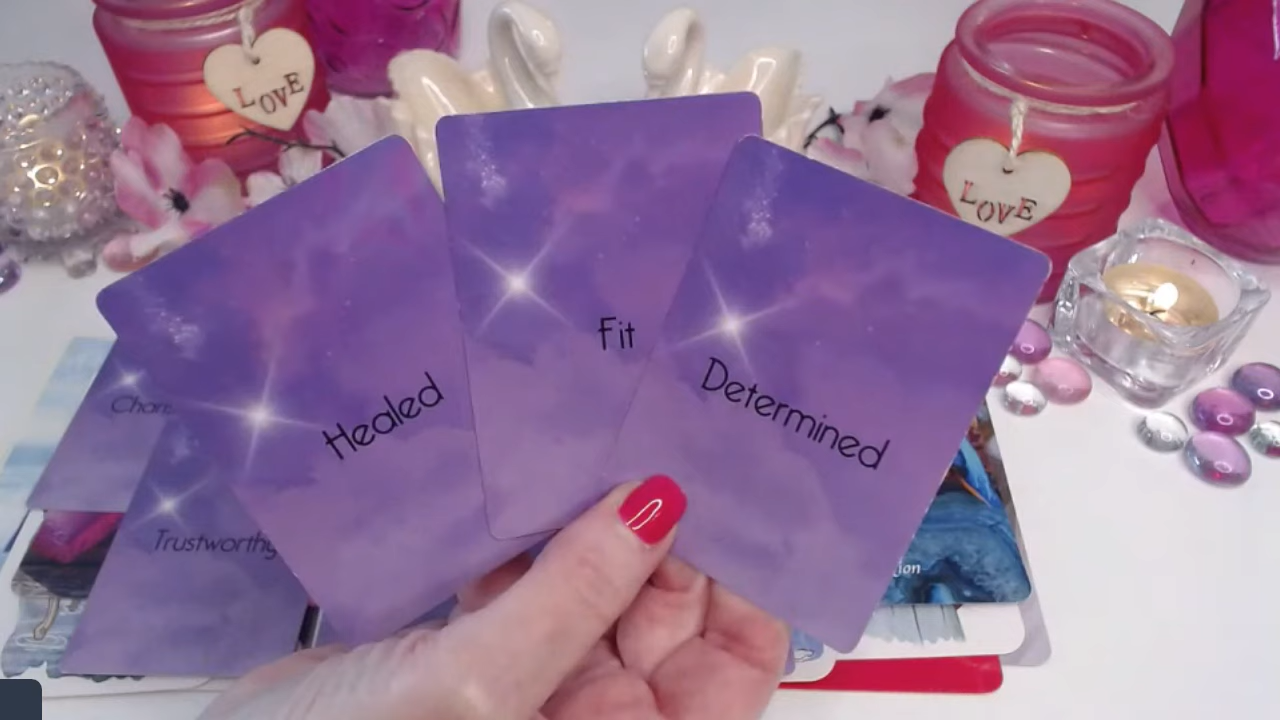 LOVE
LOVE
Fit
Healed
Determined
Trustworthy